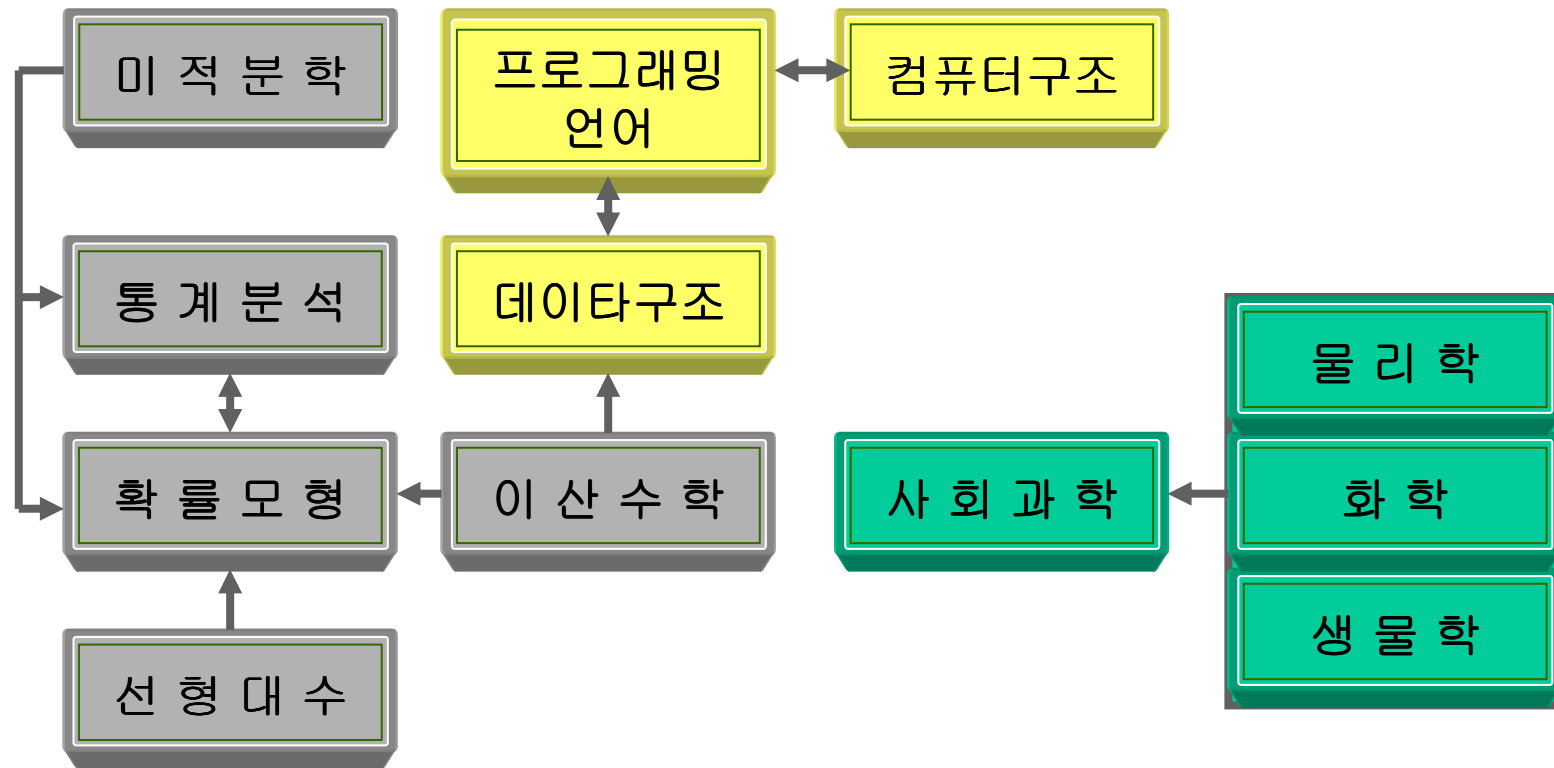 미 적 분 학
프로그래밍
언어
컴퓨터구조
통 계 분 석
데이타구조
물 리 학
확 률 모 형
이 산 수 학
사 회 과 학
화 학
생 물 학
선 형 대 수